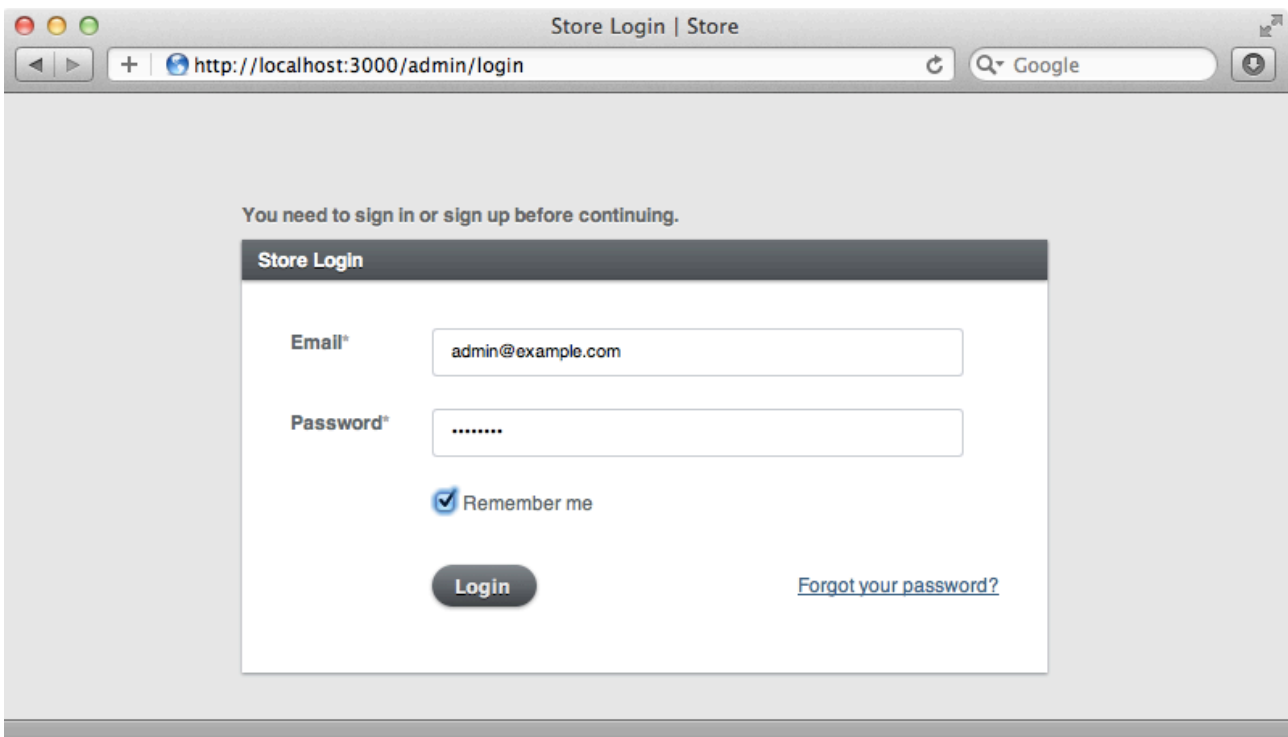 Store Login | Store
http://localhost:3000/admin/login
Google
You need to sign in or sign up before continuing.
Store Login
Email*
admin@example.com
Password*
••••••••
Remember me
Login
Forgot your password?